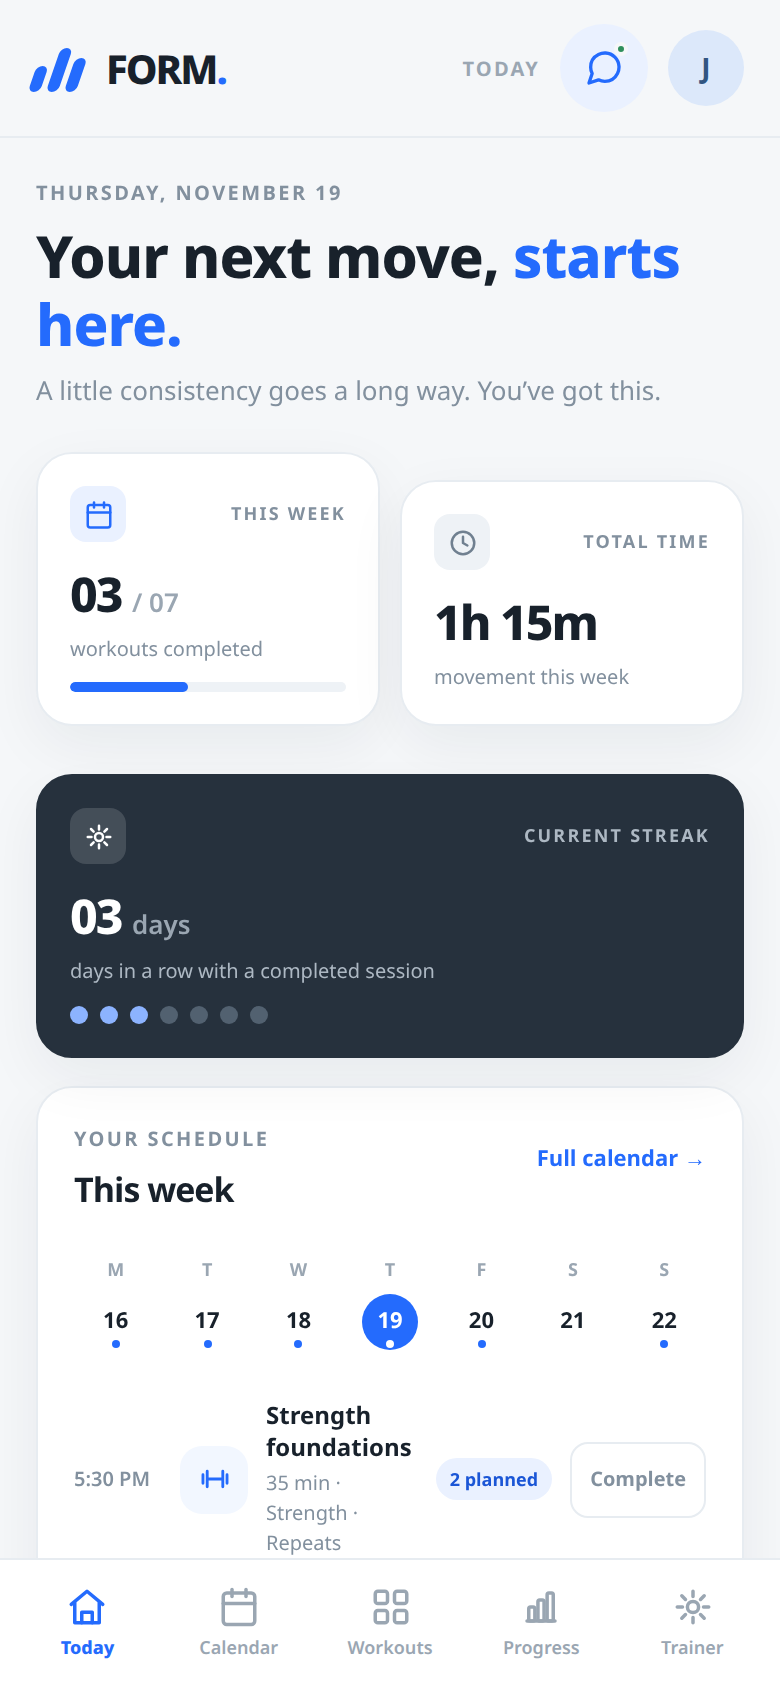 FORM.
TODAY
J
THURSDAY, NOVEMBER 19
Your next move, starts
here.
A little consistency goes a long way. You’ve got this.
THIS WEEK
03 / 07
workouts completed
TOTAL TIME
1h 15m
movement this week
CURRENT STREAK
03 days
days in a row with a completed session
YOUR SCHEDULE
Full calendar →
This week
M T W T F S S
16 17 18 19 20 21 22
5:30 PM
Strength
foundations
35 min ·
Strength ·
Repeats
2 planned
Complete
Today
Calendar
Workouts
Progress
Trainer